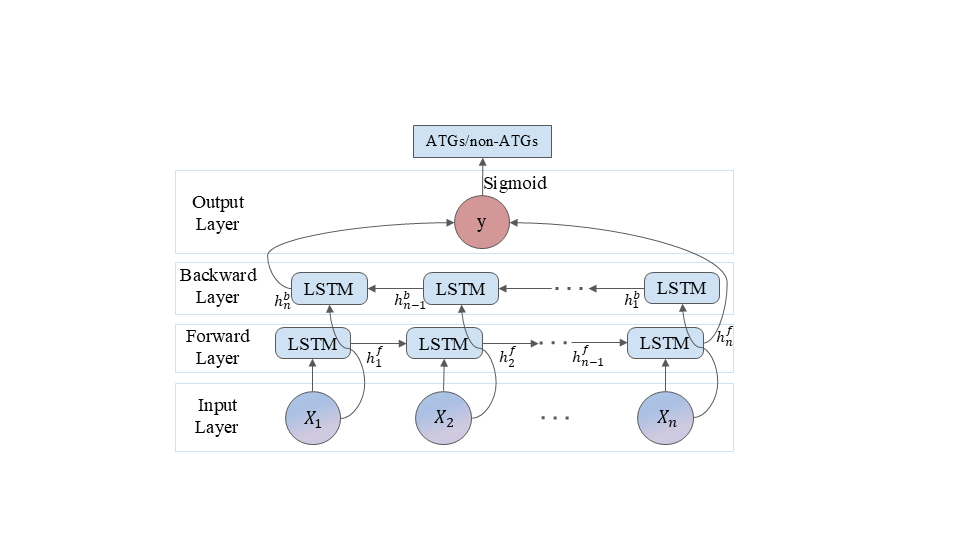 ATGs/non-ATGs
Sigmoid
Output
Layer
y
Backward
Layer
LSTM
LSTM
···
LSTM
h_n^b
h_{n-1}^b
h_1^b
Forward
Layer
LSTM
LSTM
···
LSTM
h_1^f
h_2^f
h_{n-1}^f
h_n^f
Input
Layer
X_1
X_2
···
X_n